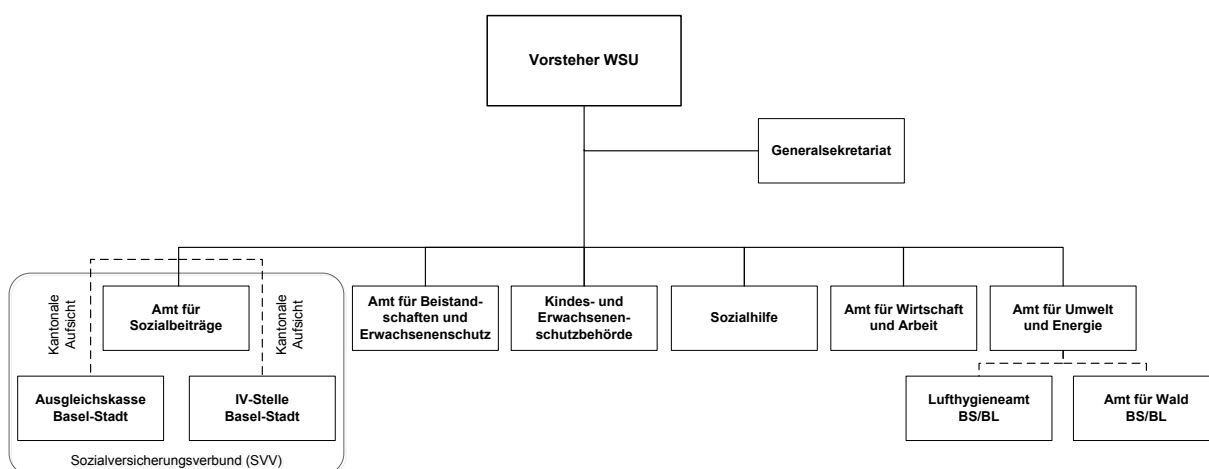 Vorsteher WSU
Generalsekretariat
Kantonale
Aufsicht
Amt für
Sozialbeiträge
Kantonale
Aufsicht
Amt für Beistand-
schaften und
Erwachsenenschutz
Kindes- und
Erwachsenen-
schutzbehörde
Sozialhilfe
Amt für Wirtschaft
und Arbeit
Amt für Umwelt
und Energie
Ausgleichskasse
Basel-Stadt
IV-Stelle
Basel-Stadt
Lufthygieneamt
BS/BL
Amt für Wald
BS/BL
Sozialversicherungsverbund (SVV)